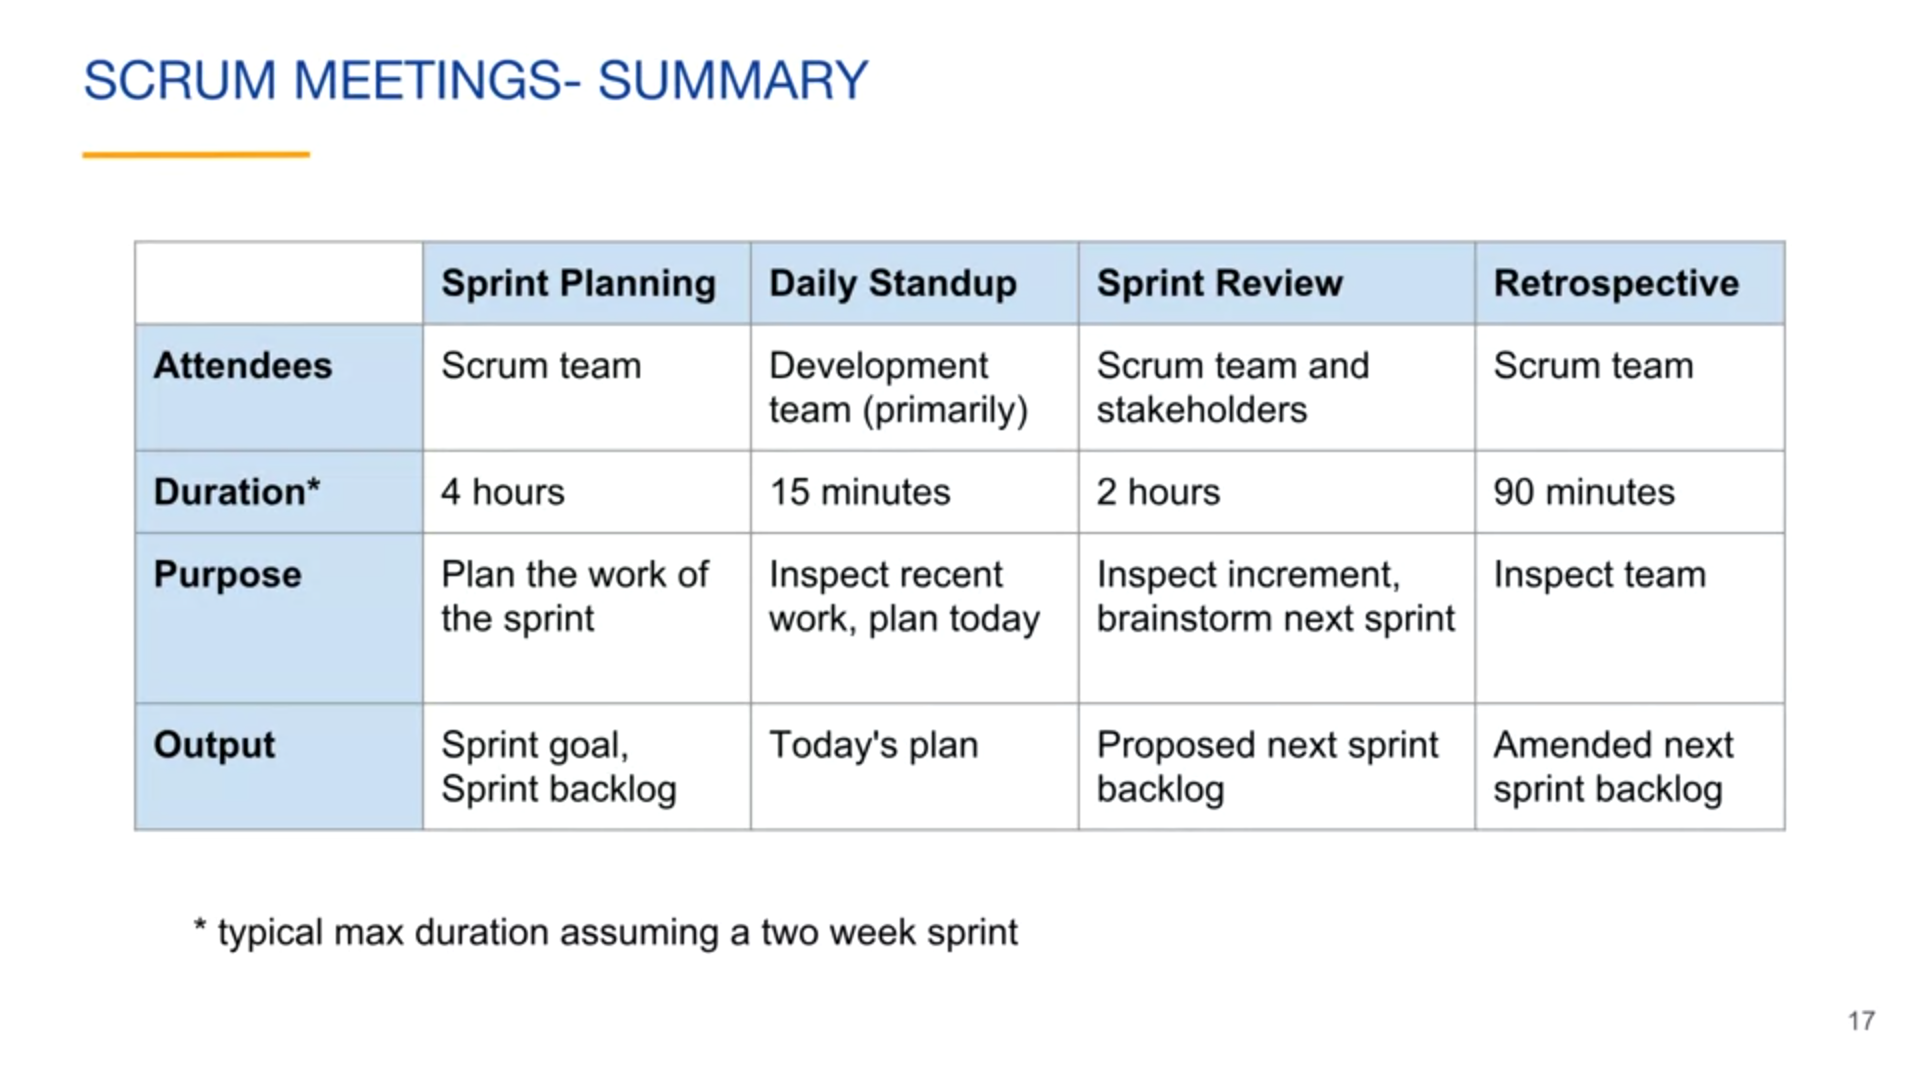 SCRUM MEETINGS- SUMMARY
Sprint Planning
Daily Standup
Sprint Review
Retrospective
Attendees
Scrum team
Development
team (primarily)
Scrum team and
stakeholders
Scrum team
Duration*
4 hours
15 minutes
2 hours
90 minutes
Purpose
Plan the work of
the sprint
Inspect recent
work, plan today
Inspect increment,
brainstorm next sprint
Inspect team
Output
Sprint goal,
Sprint backlog
Today's plan
Proposed next sprint
backlog
Amended next
sprint backlog
* typical max duration assuming a two week sprint
17